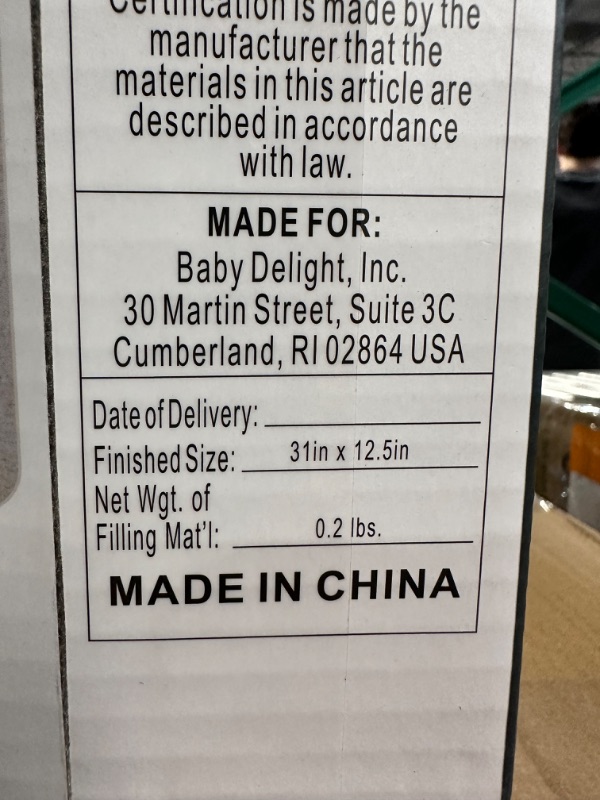 Certification is made by the
manufacturer that the
materials in this article are
described in accordance
with law.
MADE FOR:
Baby Delight, Inc.
30 Martin Street, Suite 3C
Cumberland, RI 02864 USA
Date of Delivery:
Finished Size: 31in x 12.5in
Net Wgt. of
Filling Mat'l: 0.2 lbs.
MADE IN CHINA